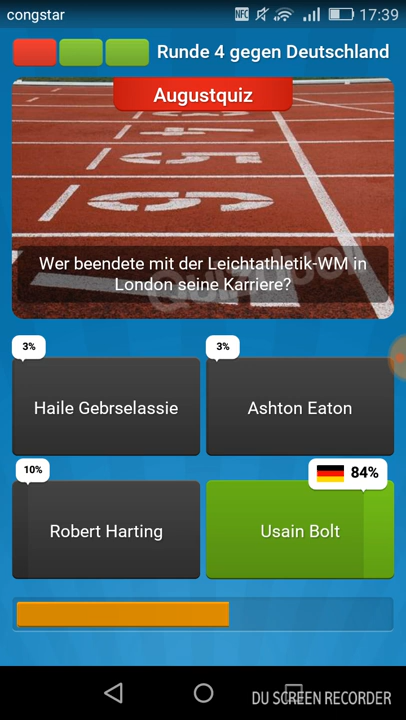 congstar
NFC
17:39
Runde 4 gegen Deutschland
Augustquiz
Wer beendete mit der Leichtathletik-WM in
London seine Karriere?
3%
3%
Haile Gebrselassie
Ashton Eaton
10%
84%
Robert Harting
Usain Bolt
DU SCREEN RECORDER